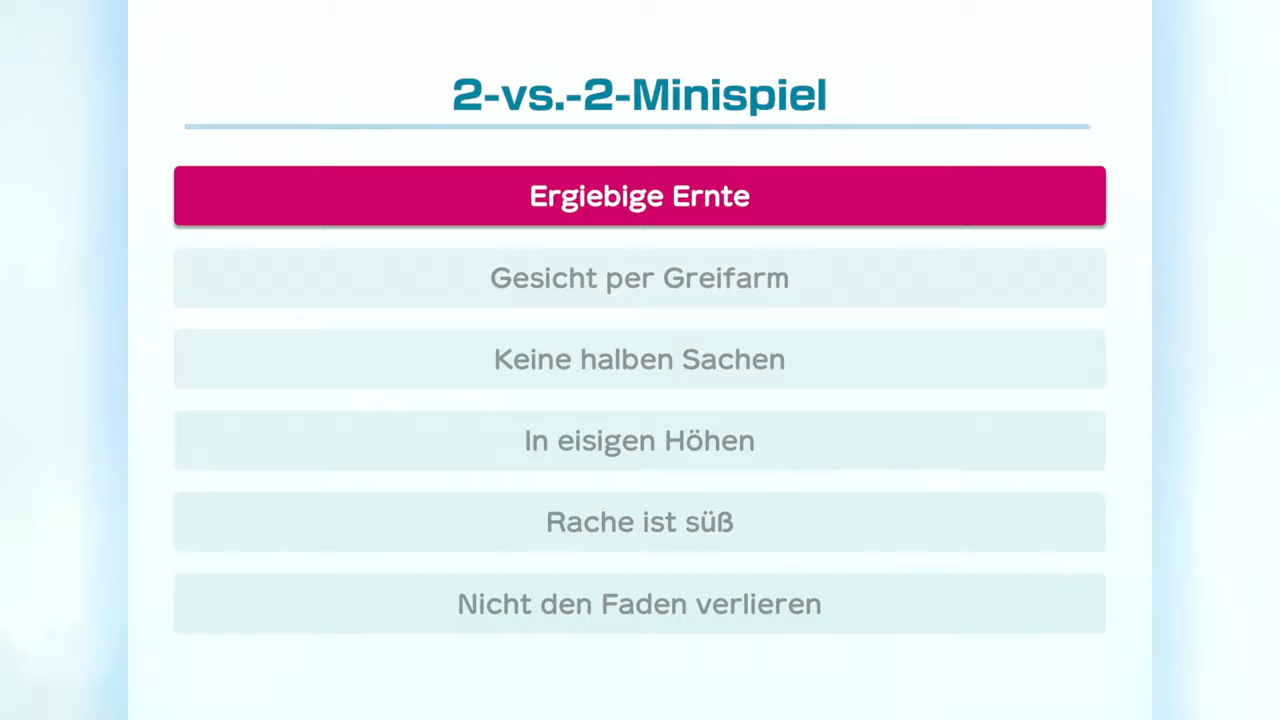 2-vs.-2-Minispiel
Ergiebige Ernte
Gesicht per Greifarm
Keine halben Sachen
In eisigen Höhen
Rache ist süß
Nicht den Faden verlieren